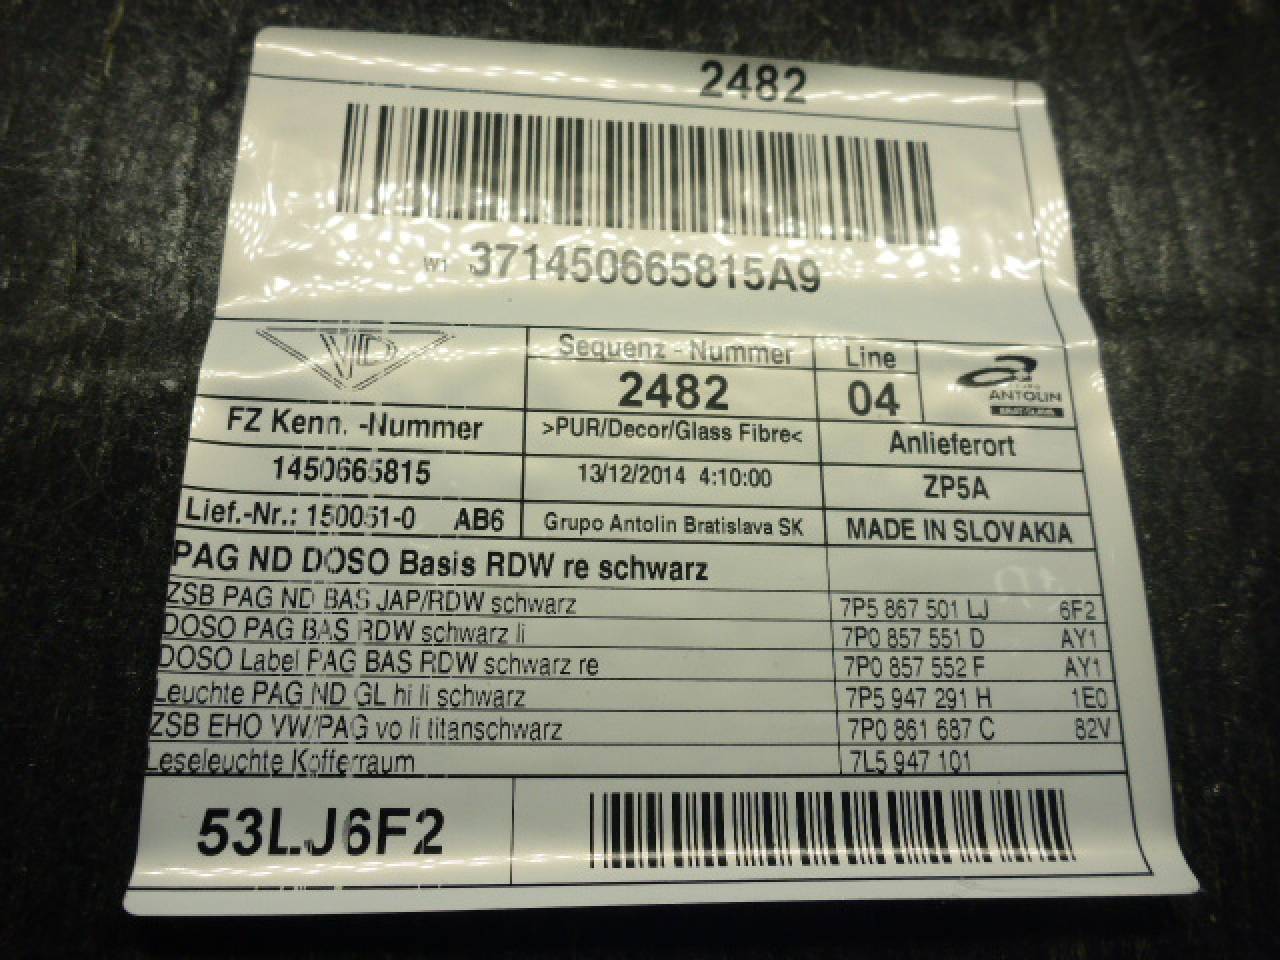 2482
W1 371450665815A9
Sequenz - Nummer
2482
Line
04
ANTOLIN
FZ Kenn. -Nummer
>PUR/Decor/Glass Fibre<
Anlieferort
1450665815
13/12/2014 4:10:00
ZP5A
Lief.-Nr.: 150051-0 AB6
Grupo Antolin Bratislava SK
MADE IN SLOVAKIA
PAG ND DOSO Basis RDW re schwarz
ZSB PAG ND BAS JAP/RDW schwarz 7P5 867 501 LJ 6F2
DOSO PAG BAS RDW schwarz li 7P0 857 551 D AY1
DOSO Label PAG BAS RDW schwarz re 7P0 857 552 F AY1
Leuchte PAG ND GL hi li schwarz 7P5 947 291 H 1E0
ZSB EHO VW/PAG vo li titanschwarz 7P0 861 687 C 82V
Leseleuchte Kofferraum 7L5 947 101
53LJ6F2